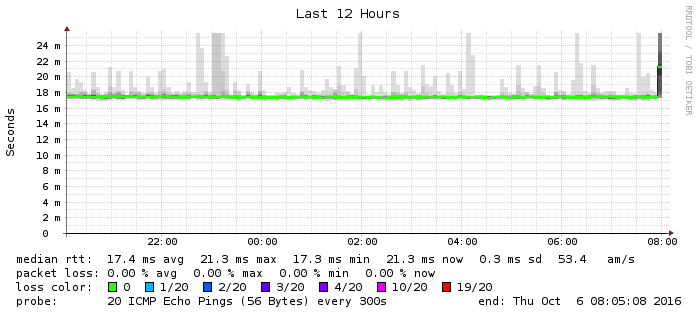 Last 12 Hours
RRDTOOL / TOBI OETIKER
Seconds
24 m
22 m
20 m
18 m
16 m
14 m
12 m
10 m
8 m
6 m
4 m
2 m
0
22:00 00:00 02:00 04:00 06:00 08:00
median rtt: 17.4 ms avg 21.3 ms max 17.3 ms min 21.3 ms now 0.3 ms sd 53.4 am/s
packet loss: 0.00 % avg 0.00 % max 0.00 % min 0.00 % now
loss color: 0 1/20 2/20 3/20 4/20 10/20 19/20
probe: 20 ICMP Echo Pings (56 Bytes) every 300s end: Thu Oct 6 08:05:08 2016